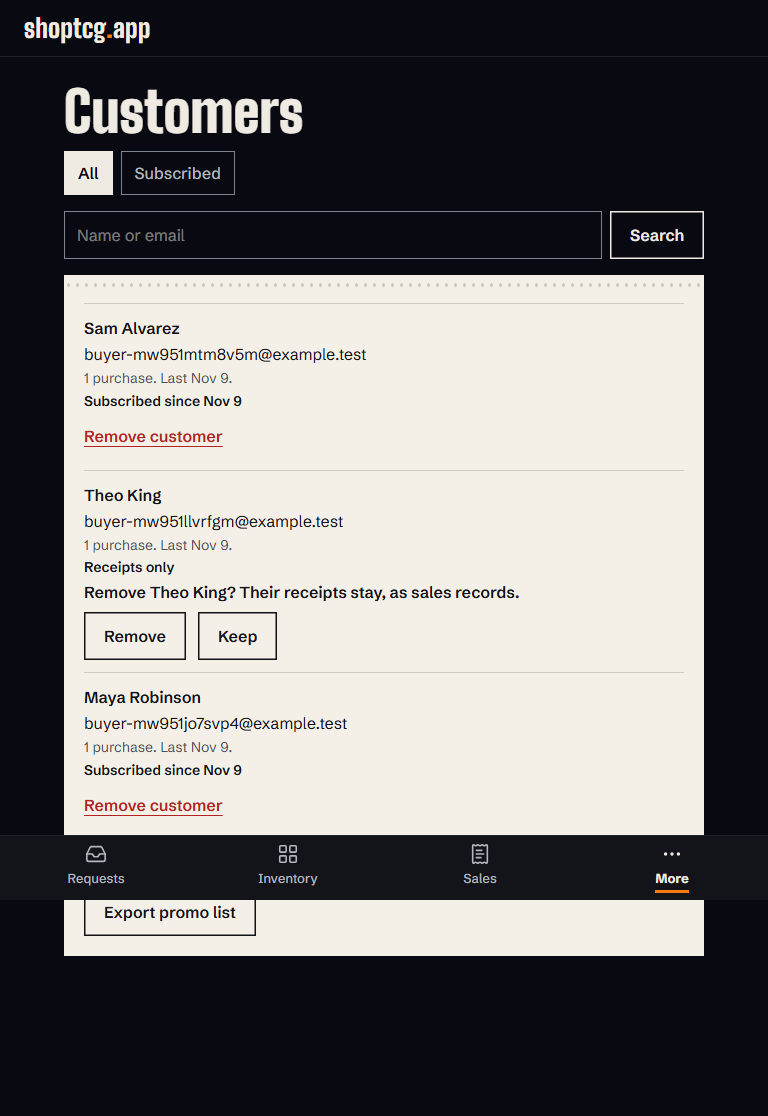 shoptcg.app
Customers
All
Subscribed
Name or email
Search
Sam Alvarez
buyer-mw951mtm8v5m@example.test
1 purchase. Last Nov 9.
Subscribed since Nov 9
Remove customer
Theo King
buyer-mw951llvrfgm@example.test
1 purchase. Last Nov 9.
Receipts only
Remove Theo King? Their receipts stay, as sales records.
Remove
Keep
Maya Robinson
buyer-mw951jo7svp4@example.test
1 purchase. Last Nov 9.
Subscribed since Nov 9
Remove customer
Requests
Inventory
Sales
More
Export promo list